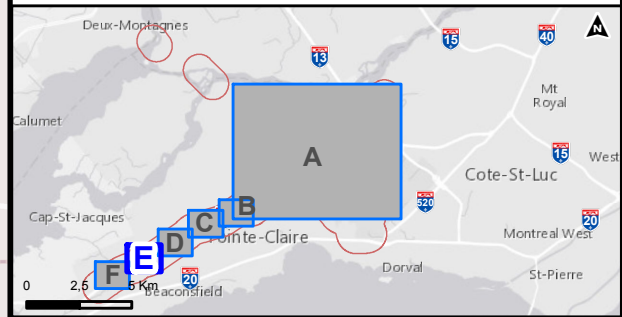 Deux-Montagnes
15
40
N
13
Mt
Royal
Calumet
A
15
West
Cote-St-Luc
520
B
Cap-St-Jacques
C
20
D
Pointe-Claire
Montreal West
E
F
20
Dorval
St-Pierre
0 2,5 5 Km
Beaconsfield